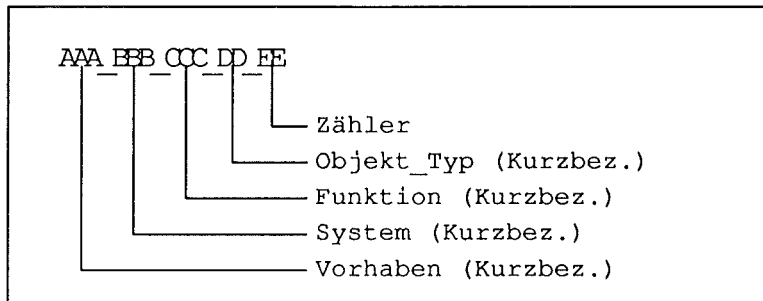 AAA_BBB_CCC_DD_EE
Zähler
Objekt_Typ (Kurzbez.)
Funktion (Kurzbez.)
System (Kurzbez.)
Vorhaben (Kurzbez.)